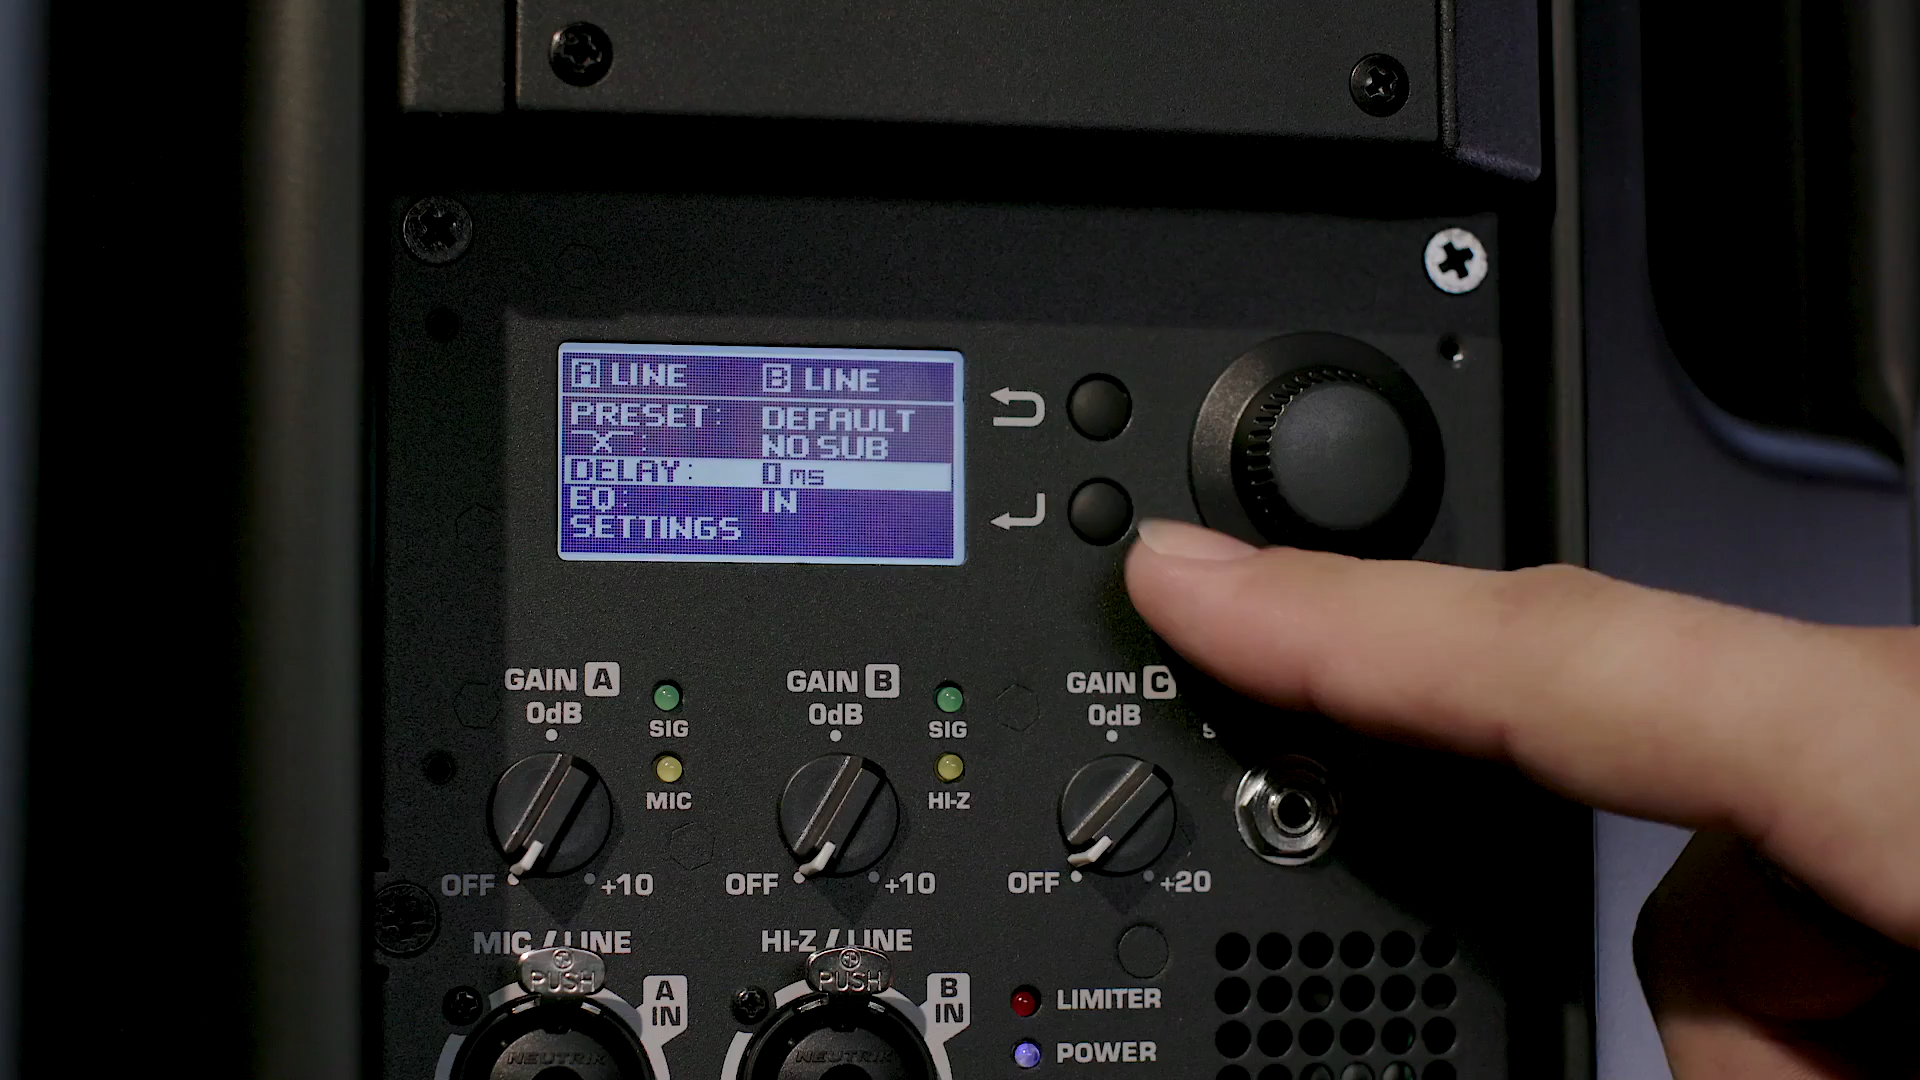 A LINE B LINE
PRESET: DEFAULT
X : NO SUB
DELAY: 0 ms
EQ: IN
SETTINGS
GAIN A GAIN B GAIN C
0dB 0dB 0dB
SIG SIG
MIC HI-Z
OFF +10 OFF +10 OFF +20
MIC / LINE HI-Z / LINE
PUSH PUSH
A IN B IN
LIMITER
NEUTRIK NEUTRIK
POWER